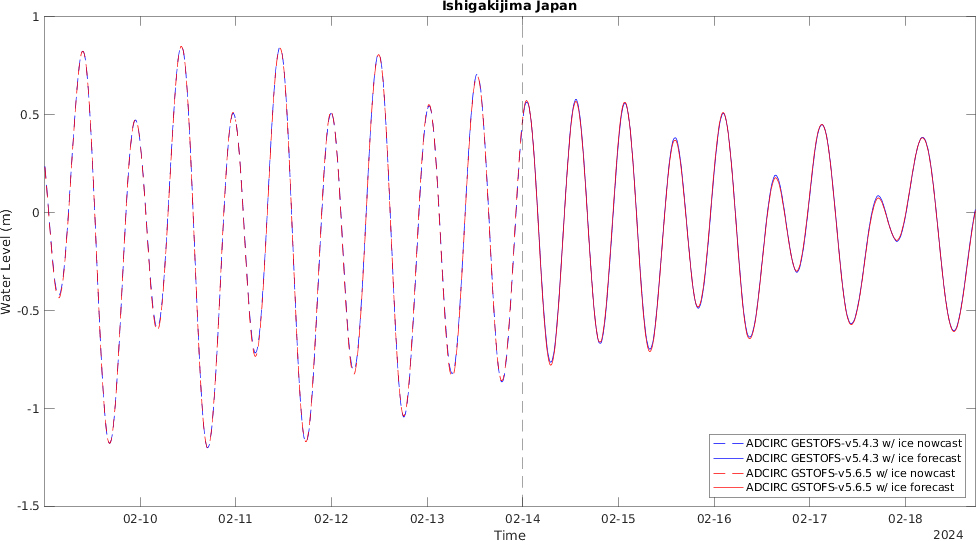 Ishigakijima Japan
1
0.5
0
-0.5
-1
-1.5
Water Level (m)
02-10 02-11 02-12 02-13 02-14 02-15 02-16 02-17 02-18
Time
2024
ADCIRC GESTOFS-v5.4.3 w/ ice nowcast
ADCIRC GESTOFS-v5.4.3 w/ ice forecast
ADCIRC GSTOFS-v5.6.5 w/ ice nowcast
ADCIRC GSTOFS-v5.6.5 w/ ice forecast